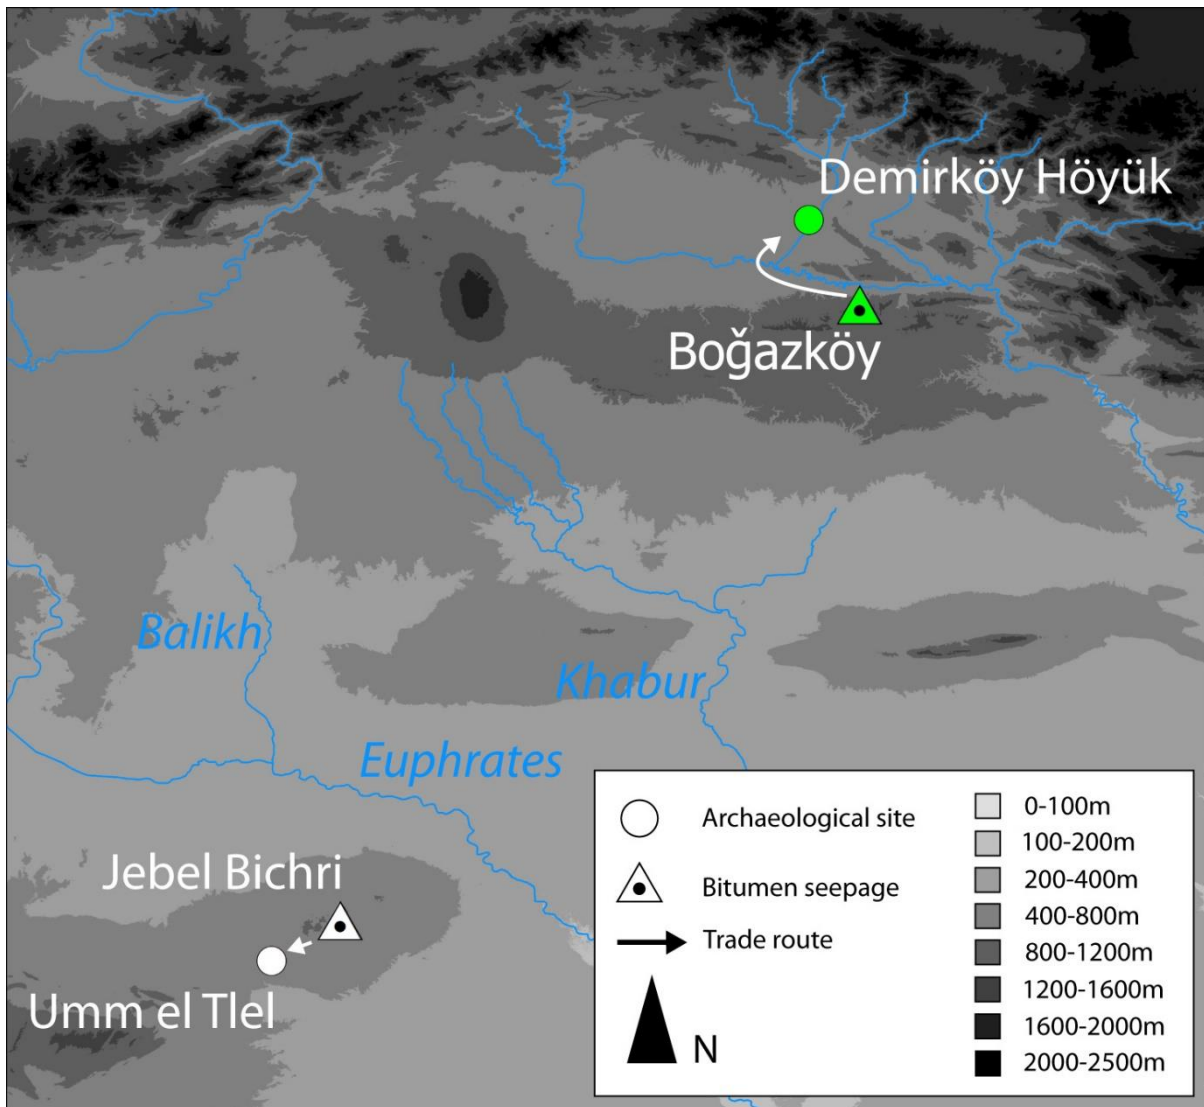 Demirköy Höyük
Boğazköy
Balikh
Khabur
Euphrates
Jebel Bichri
Umm el Tlel
Archaeological site
Bitumen seepage
Trade route
N
0-100m
100-200m
200-400m
400-800m
800-1200m
1200-1600m
1600-2000m
2000-2500m